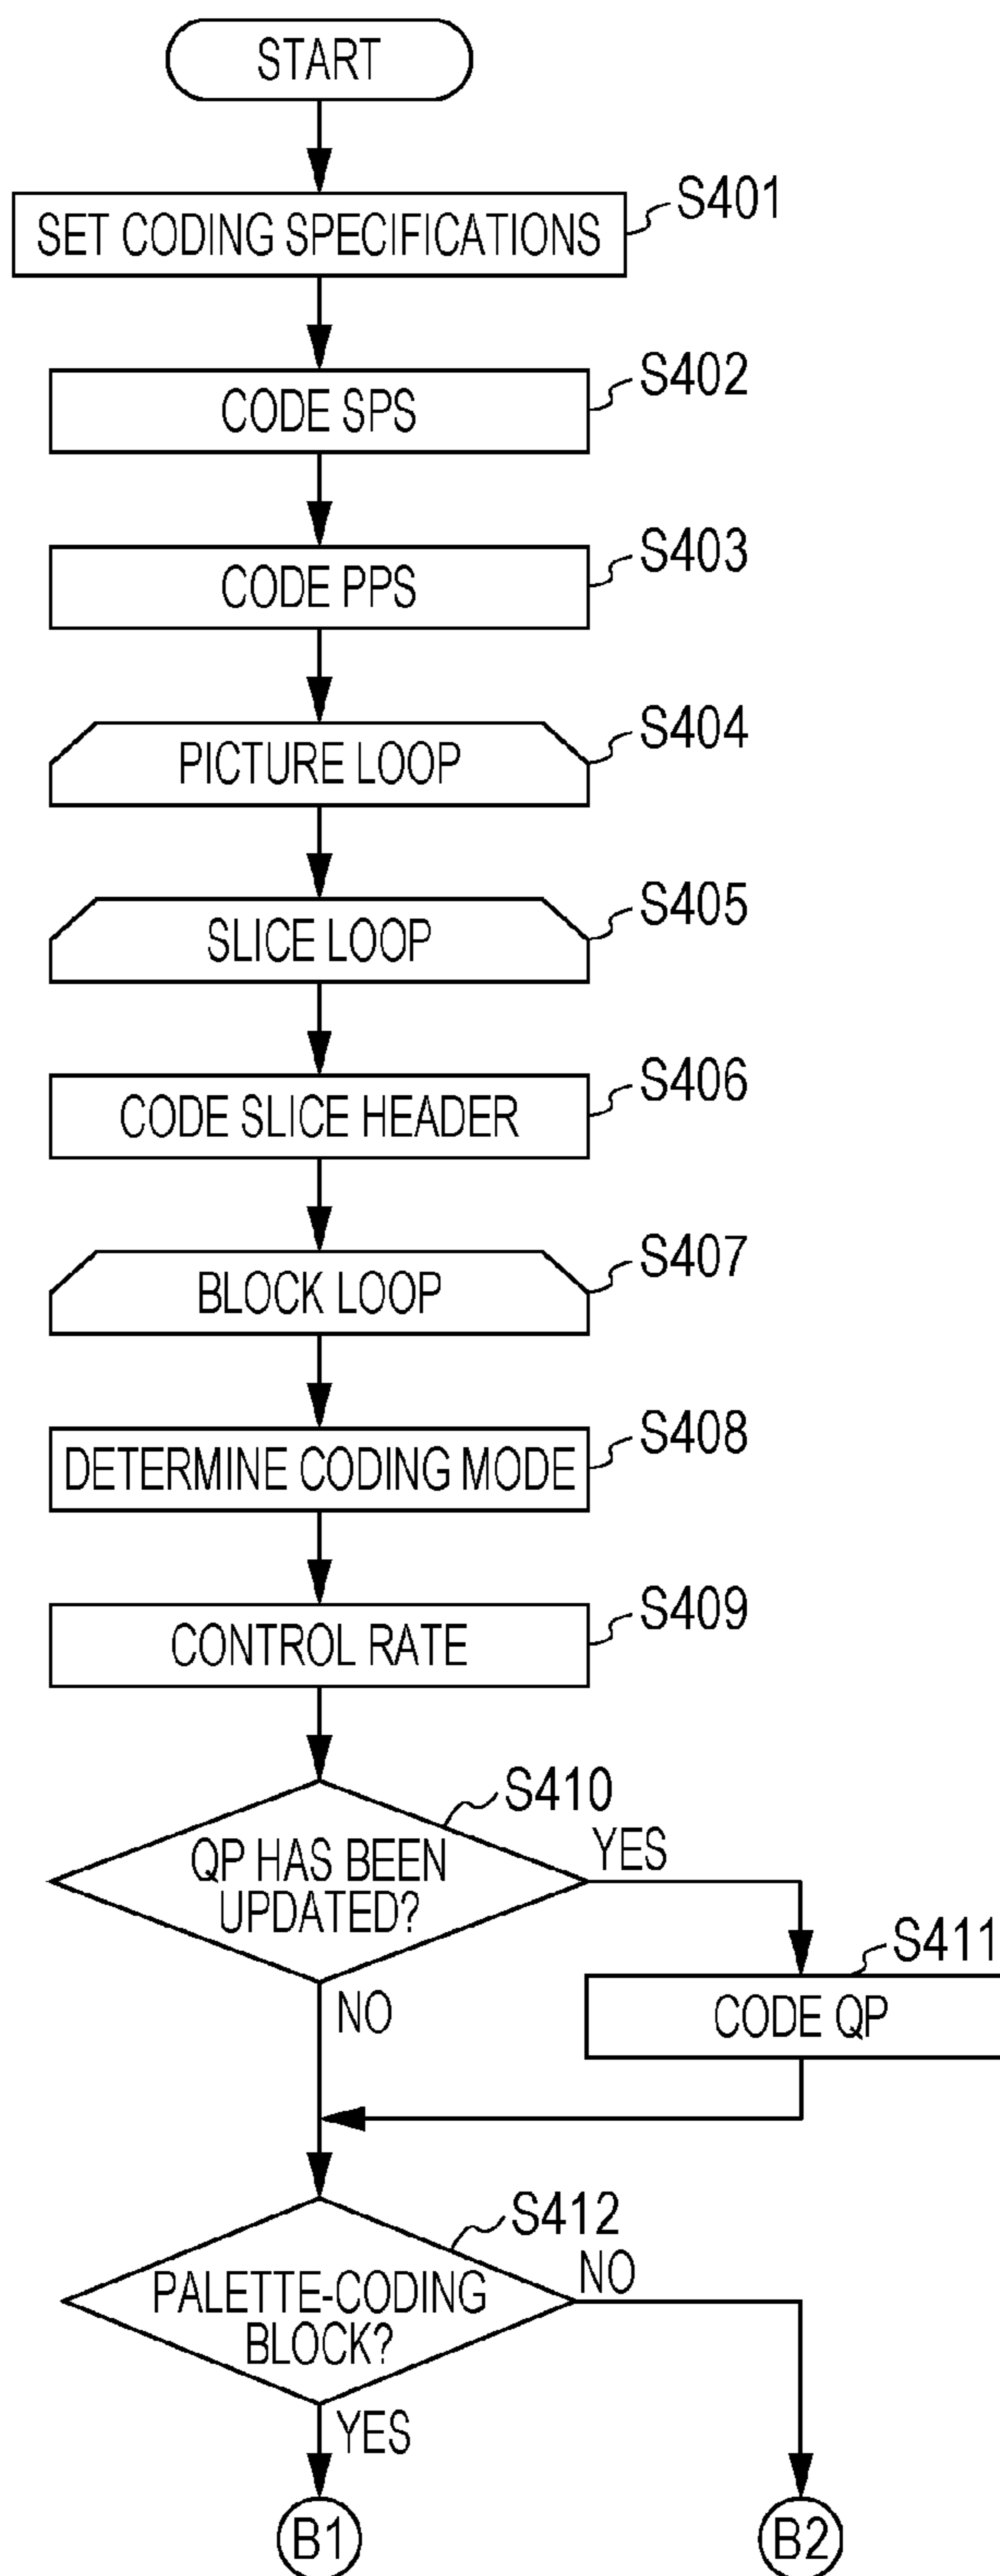 START
SET CODING SPECIFICATIONS
S401
CODE SPS
S402
CODE PPS
S403
PICTURE LOOP
S404
SLICE LOOP
S405
CODE SLICE HEADER
S406
BLOCK LOOP
S407
DETERMINE CODING MODE
S408
CONTROL RATE
S409
S410
QP HAS BEEN
UPDATED?
YES
NO
S411
CODE QP
S412
PALETTE-CODING
BLOCK?
NO
YES
B1
B2